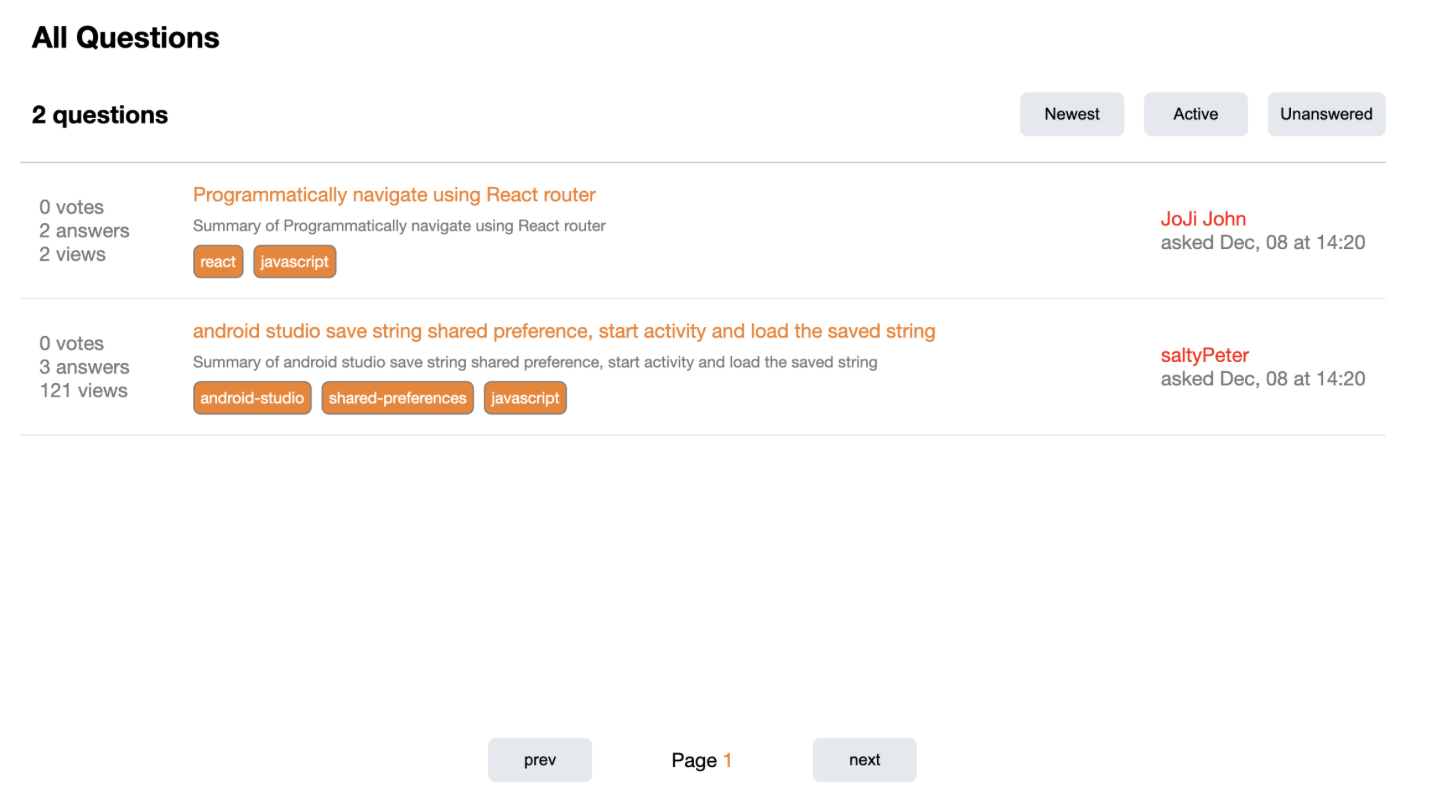 All Questions
2 questions
Newest
Active
Unanswered
0 votes
2 answers
2 views
Programmatically navigate using React router
Summary of Programmatically navigate using React router
react
javascript
JoJi John
asked Dec, 08 at 14:20
0 votes
3 answers
121 views
android studio save string shared preference, start activity and load the saved string
Summary of android studio save string shared preference, start activity and load the saved string
android-studio
shared-preferences
javascript
saltyPeter
asked Dec, 08 at 14:20
prev
Page 1
next